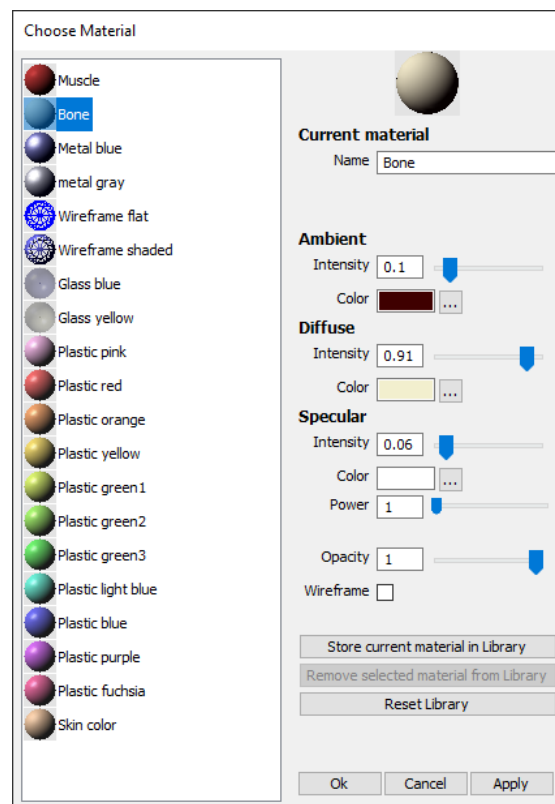 Choose Material
Muscle
Bone
Metal blue
metal gray
Wireframe flat
Wireframe shaded
Glass blue
Glass yellow
Plastic pink
Plastic red
Plastic orange
Plastic yellow
Plastic green1
Plastic green2
Plastic green3
Plastic light blue
Plastic blue
Plastic purple
Plastic fuchsia
Skin color
Current material
Name Bone
Ambient
Intensity 0.1
Color ...
Diffuse
Intensity 0.91
Color ...
Specular
Intensity 0.06
Color ...
Power 1
Opacity 1
Wireframe
Store current material in Library
Remove selected material from Library
Reset Library
Ok Cancel Apply